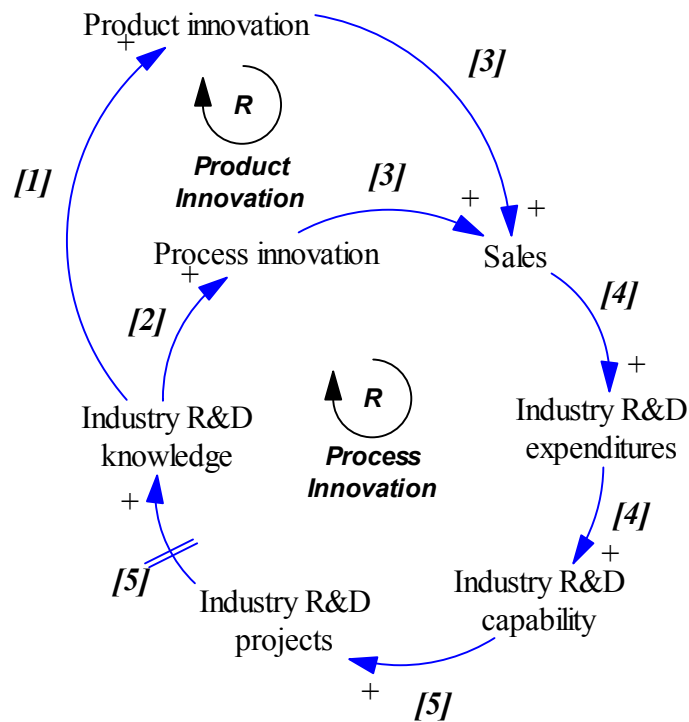 Product innovation
+
[3]
R
Product
Innovation
[1]
[3]
+
+
Process innovation
Sales
+
[4]
[2]
+
R
Industry R&D
knowledge
Process
Innovation
Industry R&D
expenditures
+
[4]
+
[5]
Industry R&D
projects
Industry R&D
capability
+
[5]